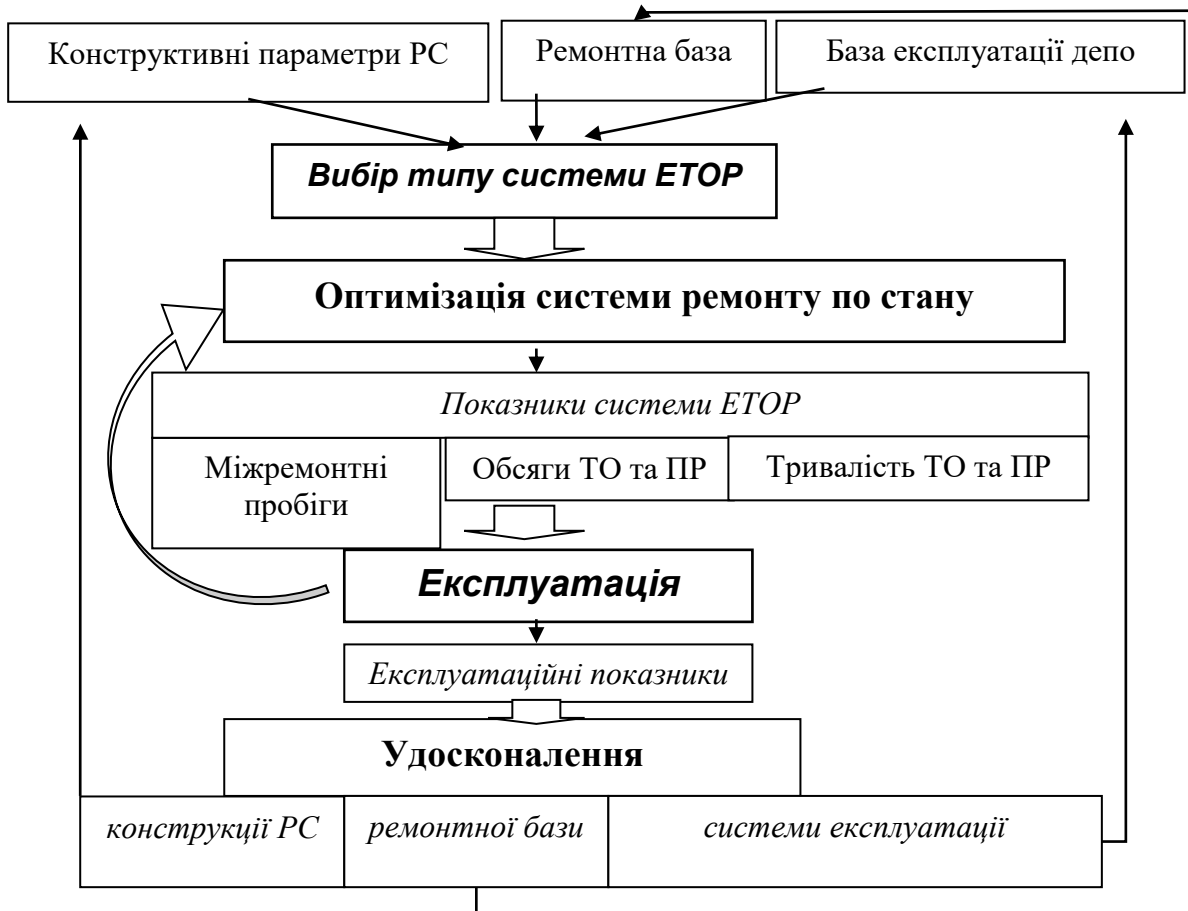 Конструктивні параметри РС
Ремонтна база
База експлуатації депо
Вибір типу системи ЕТОР
Оптимізація системи ремонту по стану
Показники системи ЕТОР
Міжремонтні
пробіги
Обсяги ТО та ПР
Тривалість ТО та ПР
Експлуатація
Експлуатаційні показники
Удосконалення
конструкції РС
ремонтної бази
системи експлуатації